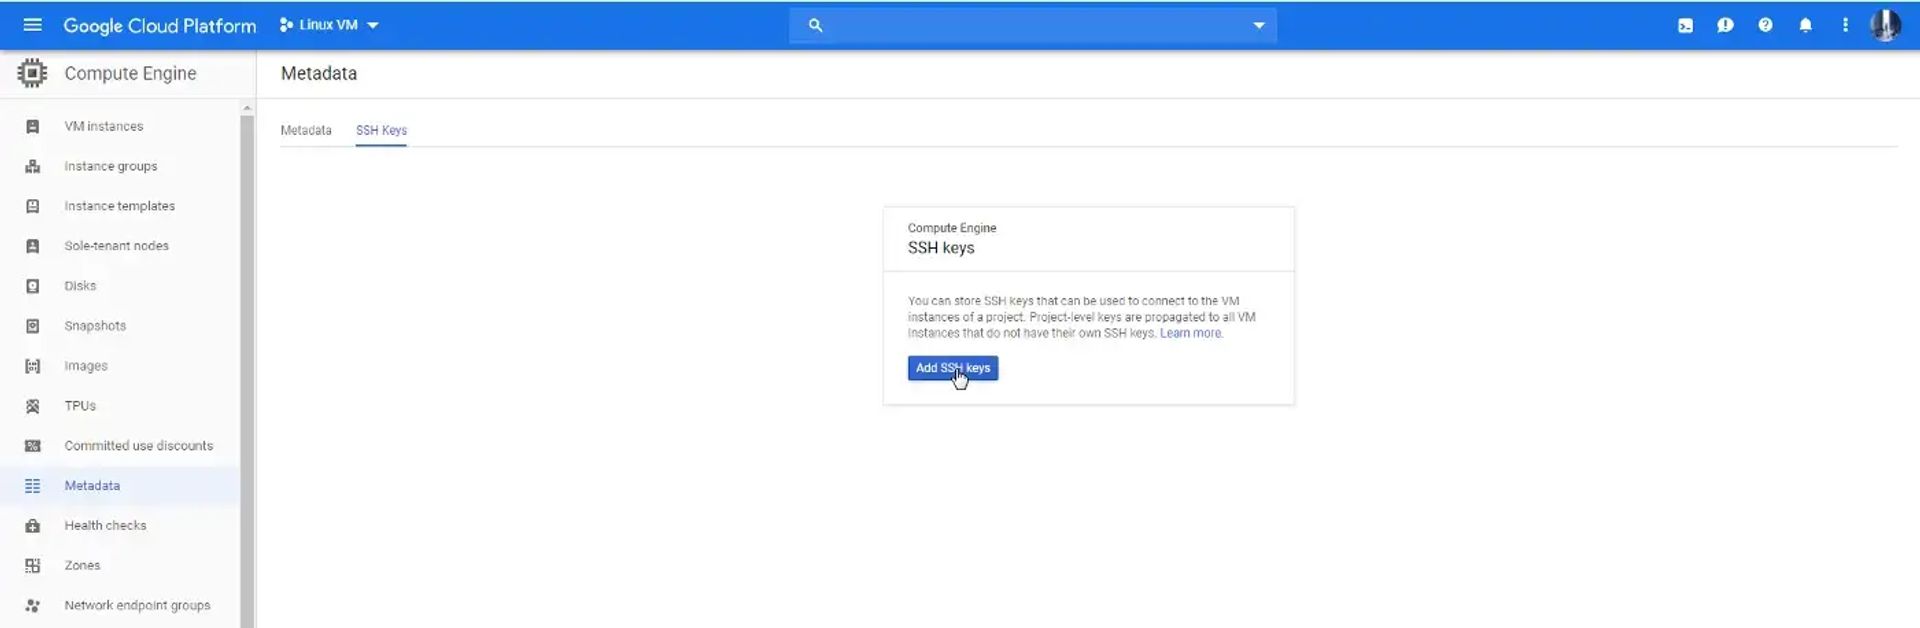 Google Cloud Platform
Linux VM
Compute Engine
Metadata
VM instances
Instance groups
Instance templates
Sole-tenant nodes
Disks
Snapshots
Images
TPUs
Committed use discounts
Metadata
Health checks
Zones
Network endpoint groups
Metadata SSH Keys
Compute Engine
SSH keys
You can store SSH keys that can be used to connect to the VM
instances of a project. Project-level keys are propagated to all VM
instances that do not have their own SSH keys. Learn more.
Add SSH keys